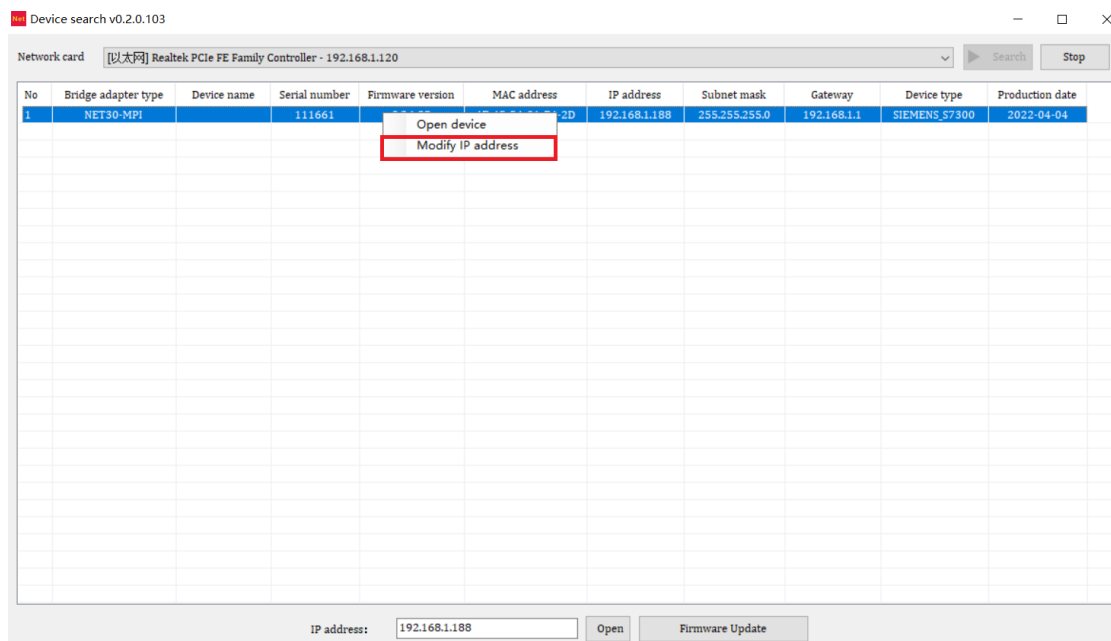 Net Device search v0.2.0.103
Network card [以太网] Realtek PCIe FE Family Controller - 192.168.1.120 Search Stop
No Bridge adapter type Device name Serial number Firmware version MAC address IP address Subnet mask Gateway Device type Production date
1 NET30-MPI 111661 -2D 192.168.1.188 255.255.255.0 192.168.1.1 SIEMENS_S7300 2022-04-04
Open device
Modify IP address
IP address: 192.168.1.188 Open Firmware Update